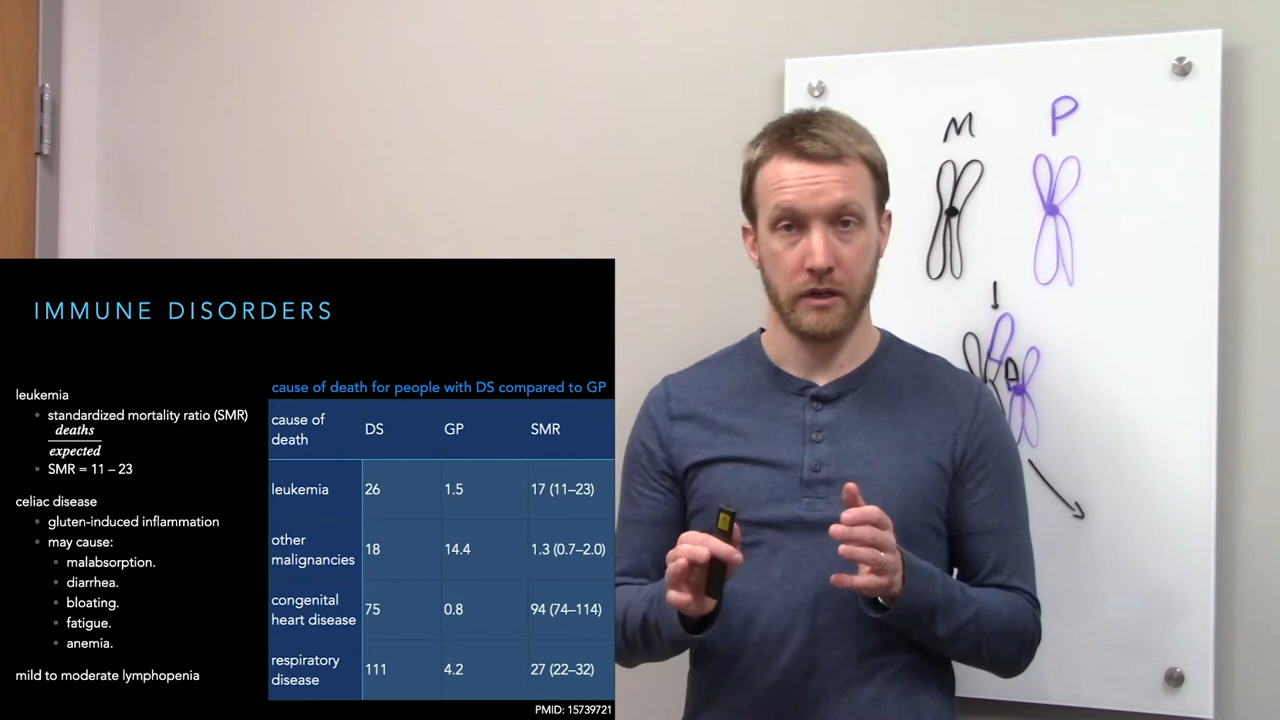 M
P
IMMUNE DISORDERS
leukemia
• standardized mortality ratio (SMR)
deaths
expected
• SMR = 11 – 23
celiac disease
• gluten-induced inflammation
• may cause:
• malabsorption.
• diarrhea.
• bloating.
• fatigue.
• anemia.
mild to moderate lymphopenia
cause of death for people with DS compared to GP
cause of death DS GP SMR
leukemia 26 1.5 17 (11–23)
other malignancies 18 14.4 1.3 (0.7–2.0)
congenital heart disease 75 0.8 94 (74–114)
respiratory disease 111 4.2 27 (22–32)
PMID: 15739721